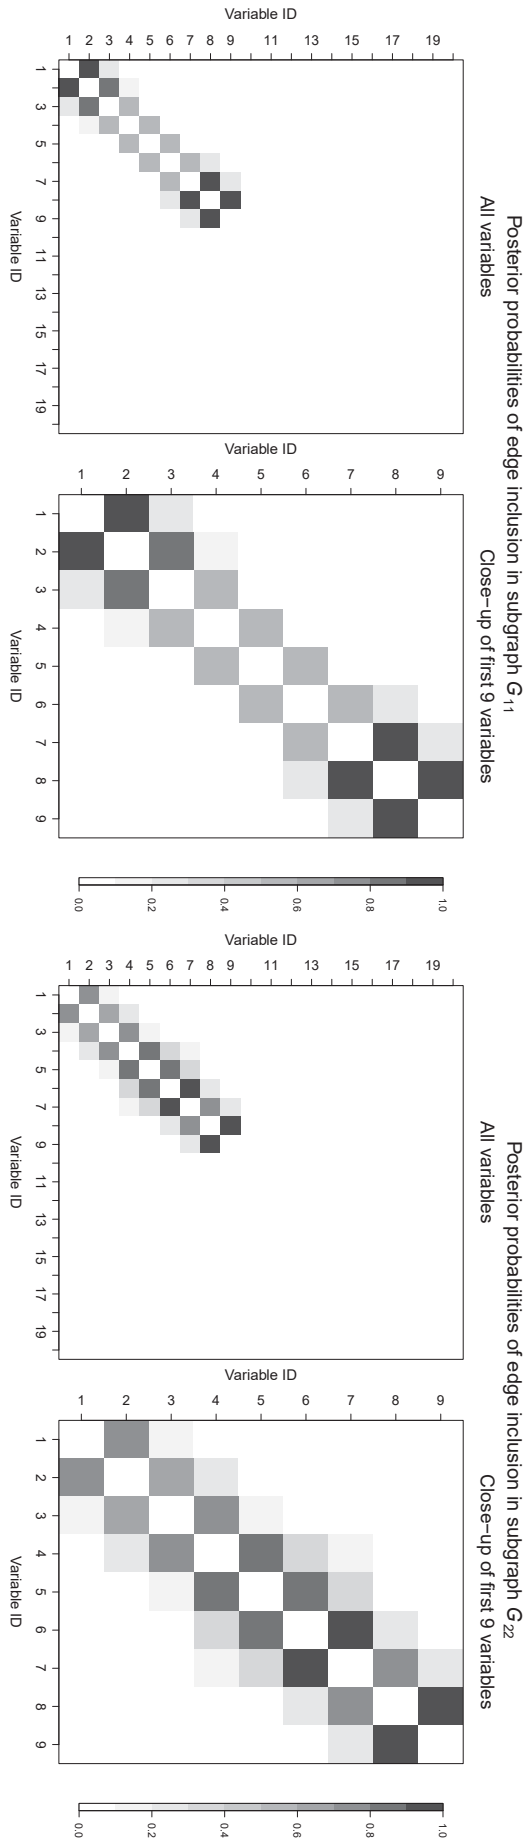 Posterior probabilities of edge inclusion in subgraph G11
All variables
Variable ID
1 2 3 4 5 6 7 8 9 11 13 15 17 19
1 3 5 7 9 11 13 15 17 19
Variable ID
Close−up of first 9 variables
Variable ID
1 2 3 4 5 6 7 8 9
1 2 3 4 5 6 7 8 9
Variable ID
0.0 0.2 0.4 0.6 0.8 1.0
Posterior probabilities of edge inclusion in subgraph G22
All variables
Variable ID
1 2 3 4 5 6 7 8 9 11 13 15 17 19
1 3 5 7 9 11 13 15 17 19
Variable ID
Close−up of first 9 variables
Variable ID
1 2 3 4 5 6 7 8 9
1 2 3 4 5 6 7 8 9
Variable ID
0.0 0.2 0.4 0.6 0.8 1.0